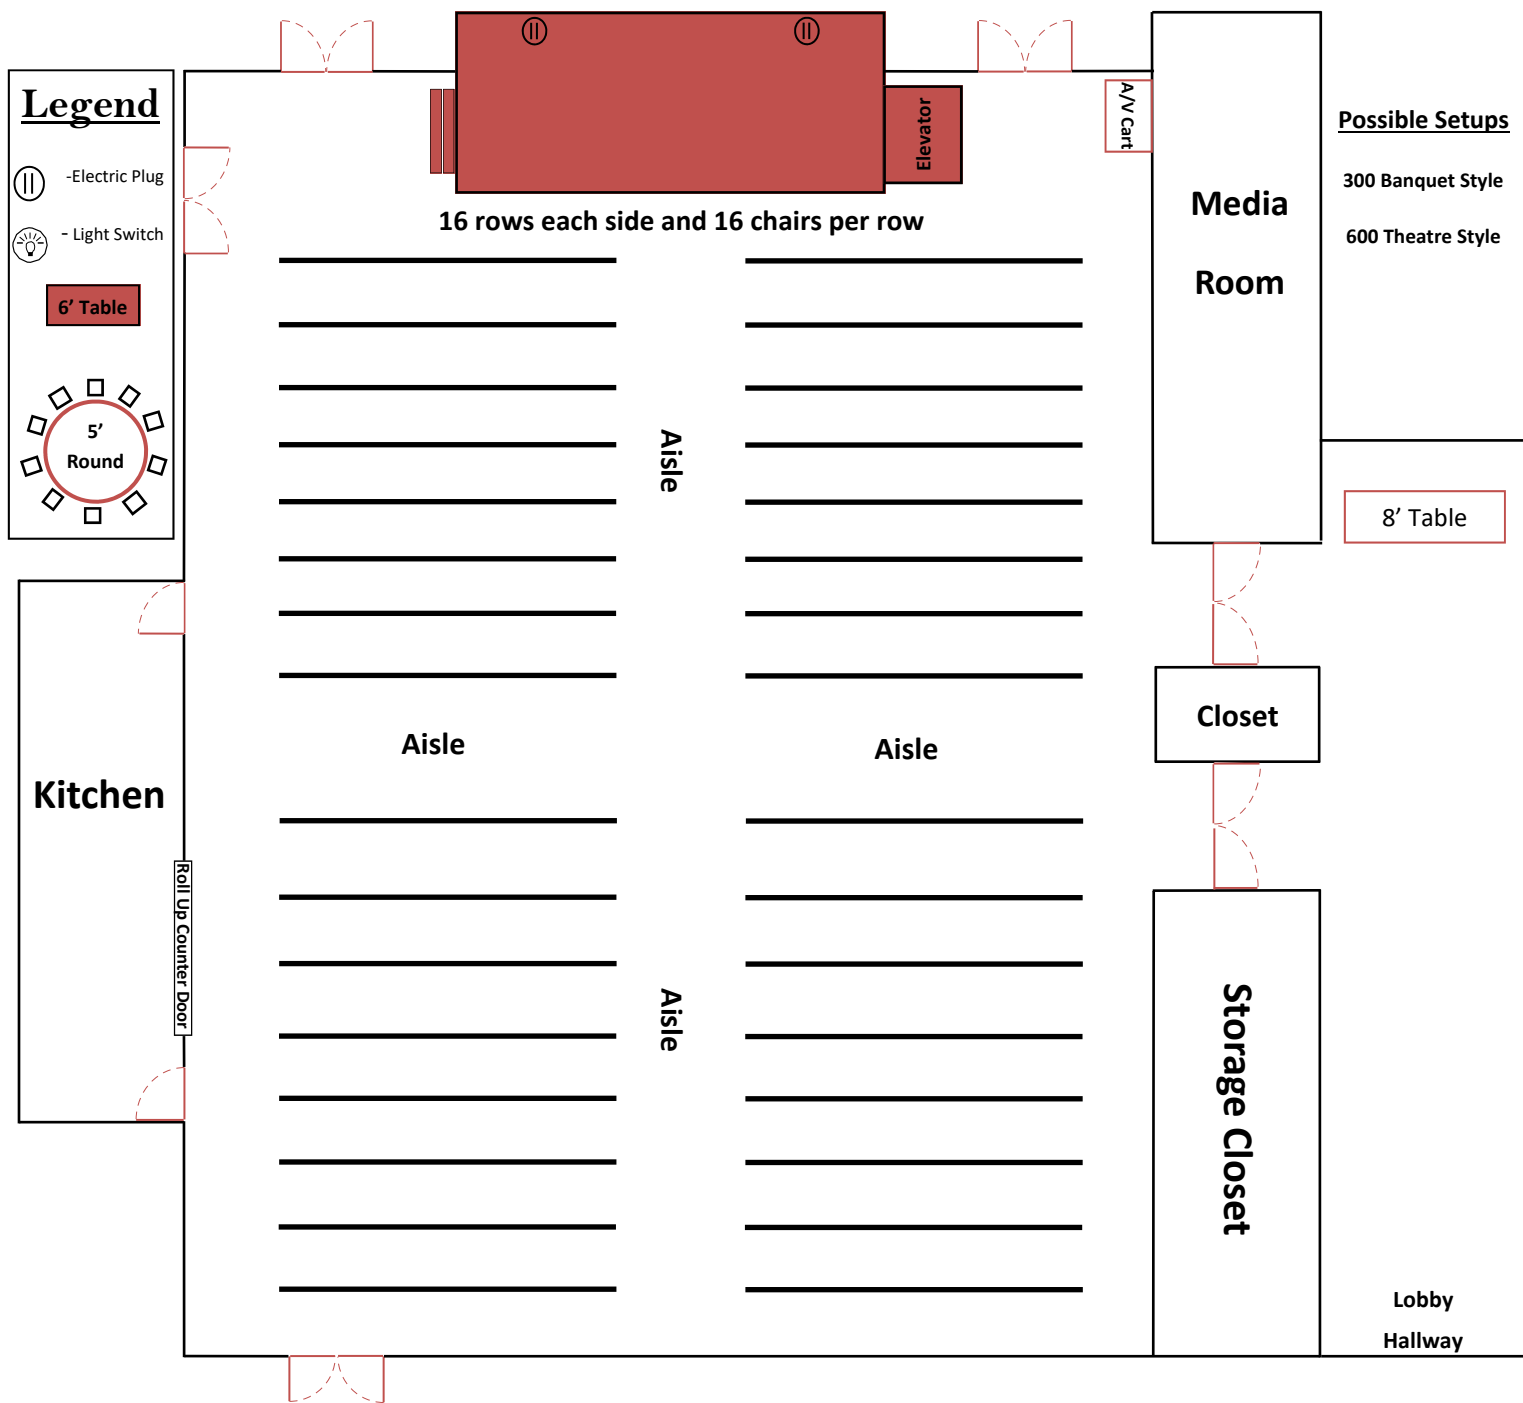 Legend
-Electric Plug
- Light Switch
6’ Table
5’
Round
Elevator
A/V Cart
16 rows each side and 16 chairs per row
Media
Room
Possible Setups
300 Banquet Style
600 Theatre Style
8’ Table
Aisle
Aisle
Aisle
Closet
Kitchen
Roll Up Counter Door
Aisle
Storage Closet
Lobby
Hallway